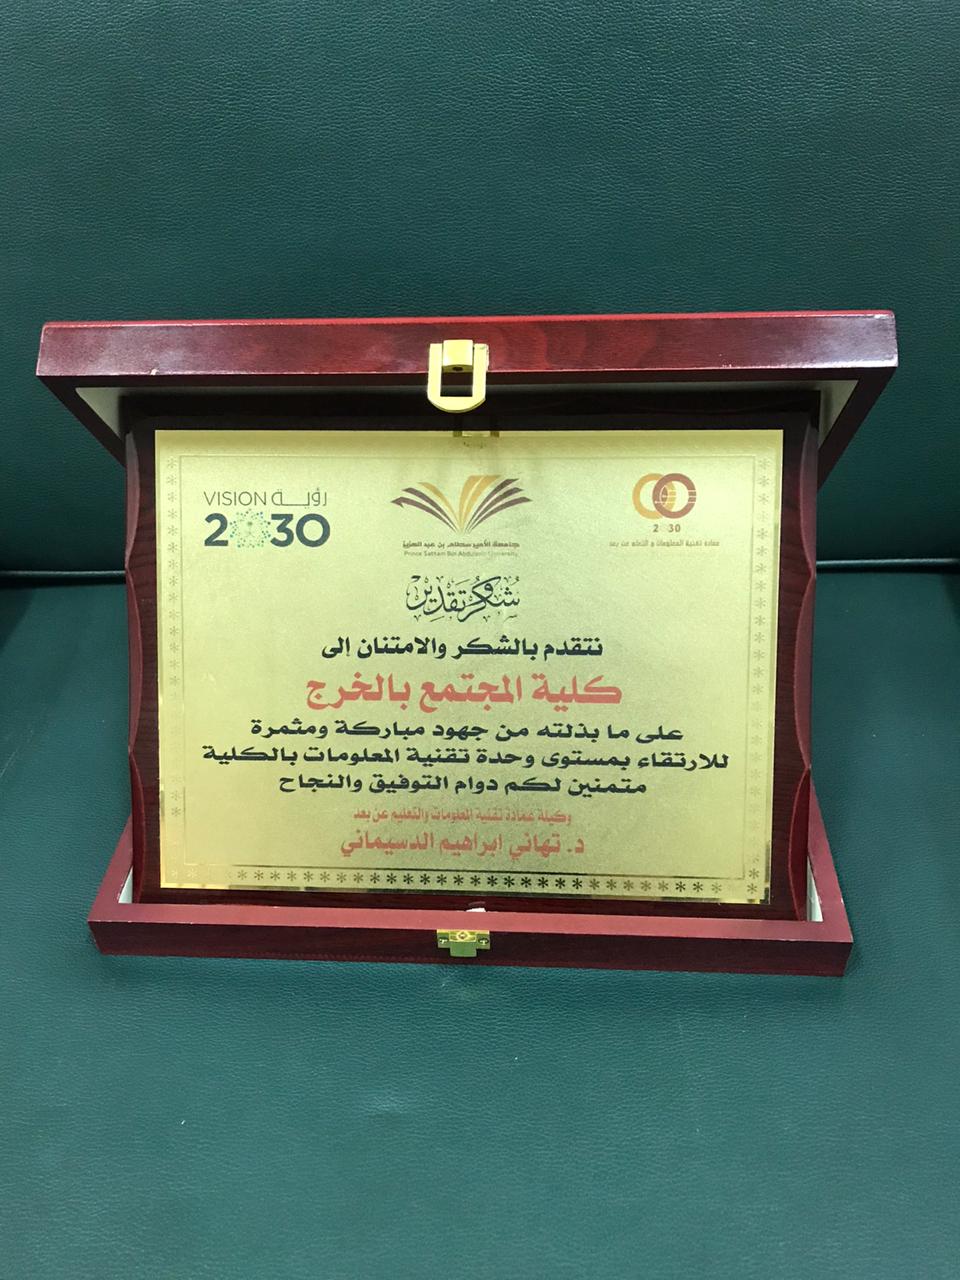 VISION رؤيــة
2030
جامعة الأمير سطام بن عبد العزيز
Prince Sattam Bin Abdulaziz University
2030
عمادة تقنية المعلومات و التعلم عن بعد
شكر وتقدير
نتقدم بالشكر والامتنان إلى
كلية المجتمع بالخرج
على ما بذلته من جهود مباركة ومثمرة
للارتقاء بمستوى وحدة تقنية المعلومات بالكلية
متمنين لكم دوام التوفيق والنجاح
وكيلة عمادة تقنية المعلومات والتعليم عن بعد
د. تهاني إبراهيم الدسيماني